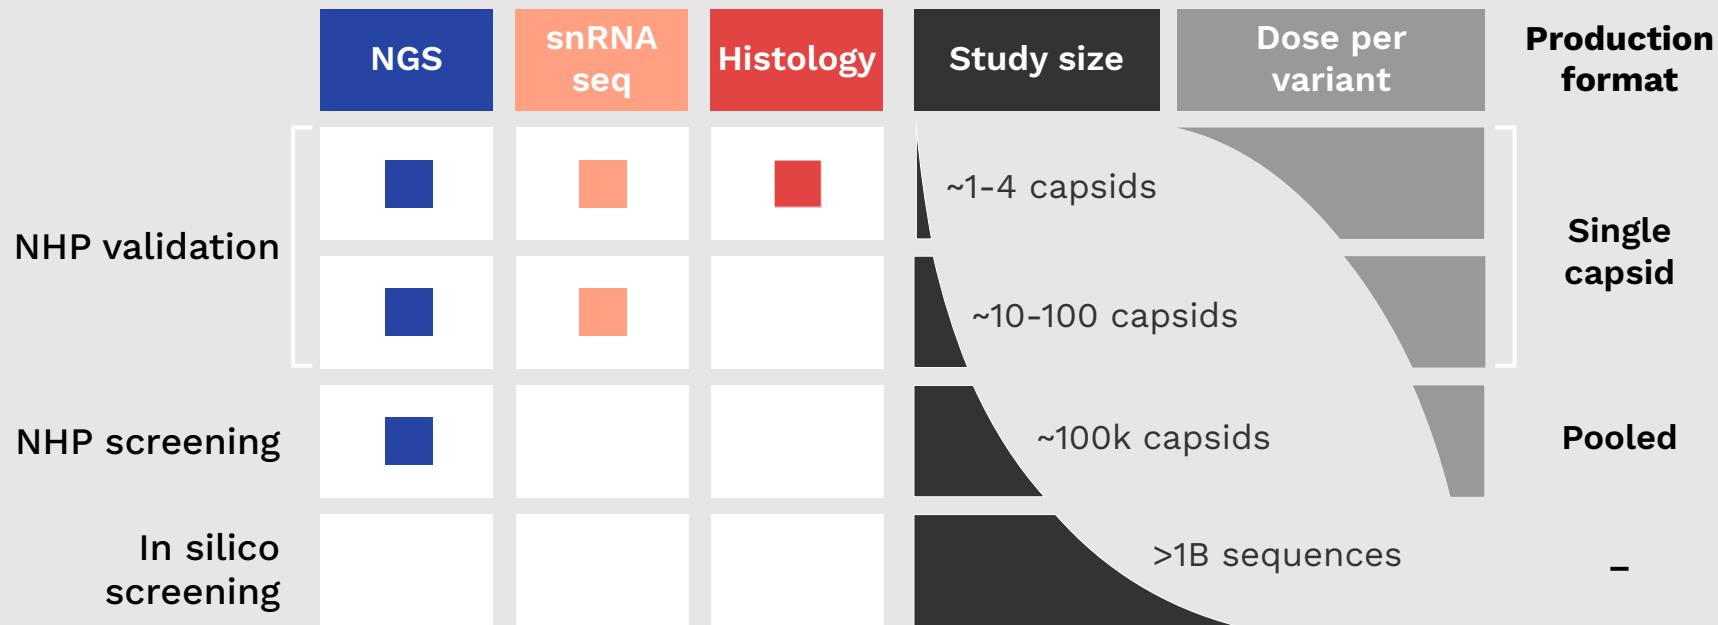 NGS
snRNA
seq
Histology
Study size
Dose per
variant
Production
format
NHP validation
~1-4 capsids
~10-100 capsids
Single
capsid
NHP screening
~100k capsids
Pooled
In silico
screening
>1B sequences
–